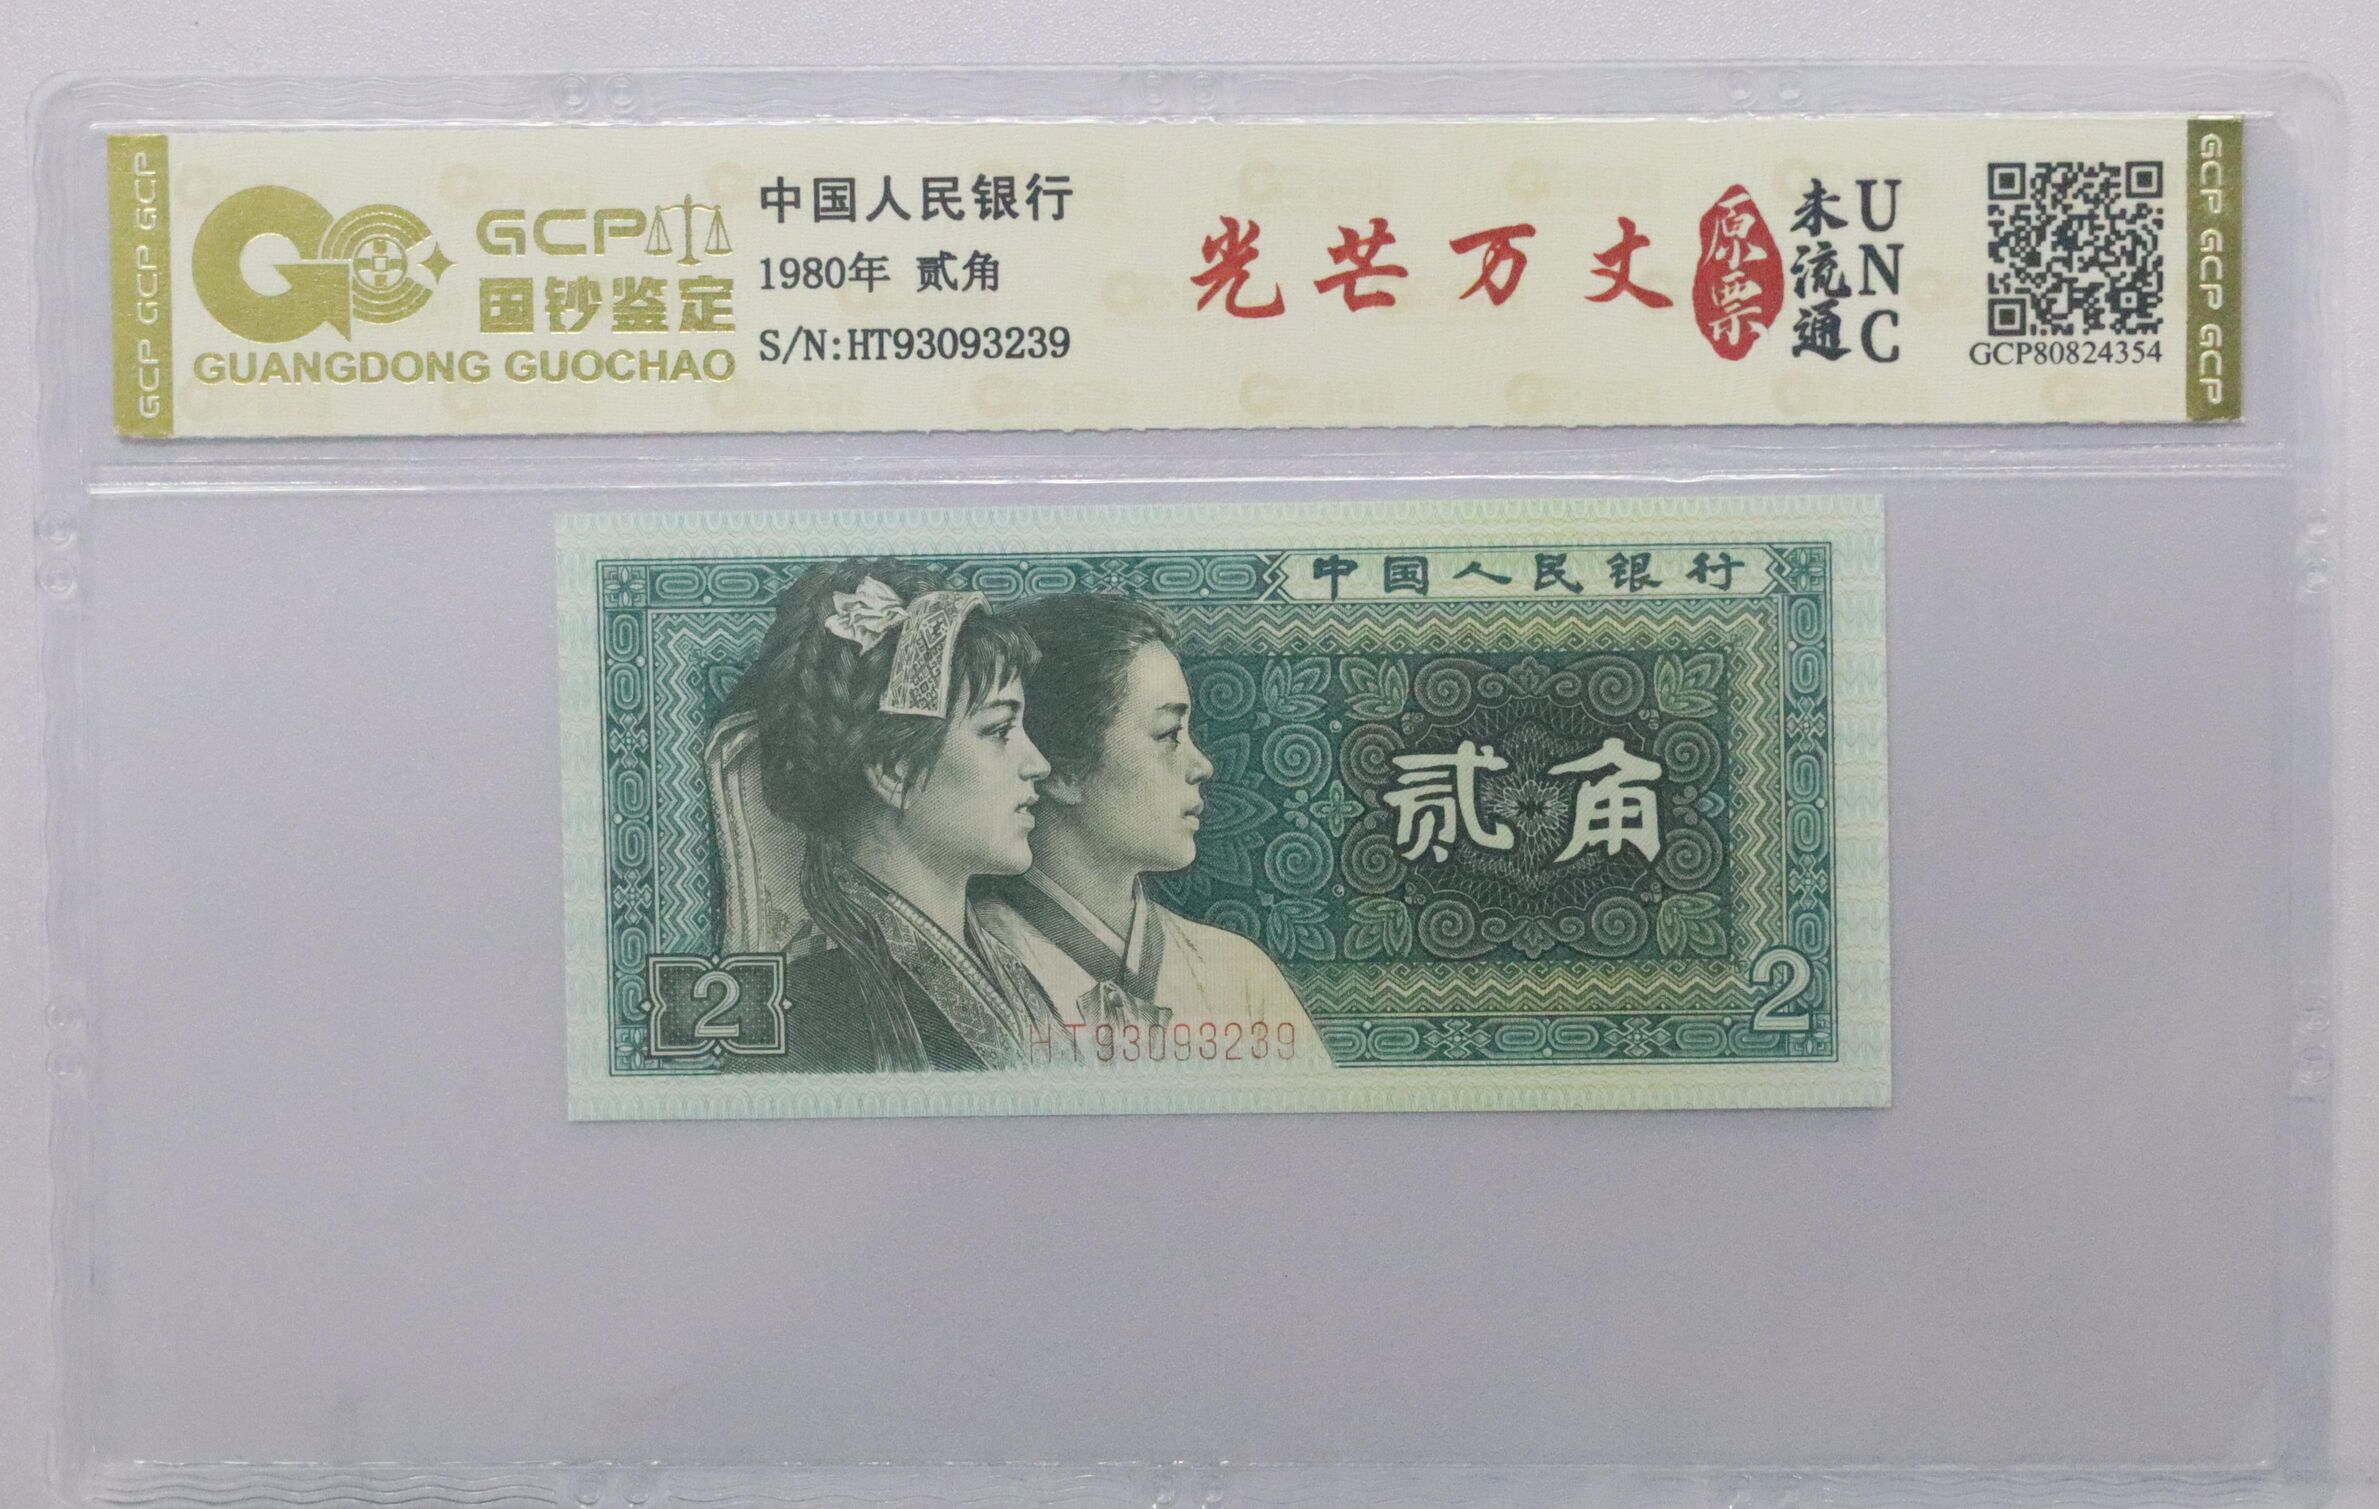 GCP GCP GCP
GCP
国钞鉴定
GUANGDONG GUOCHAO
中国人民银行
1980年 贰角
S/N:HT93093239
光芒万丈
原票
未流通
UNC
GCP80824354
GCP GCP GCP
中国人民银行
贰角
2
2
HT93093239